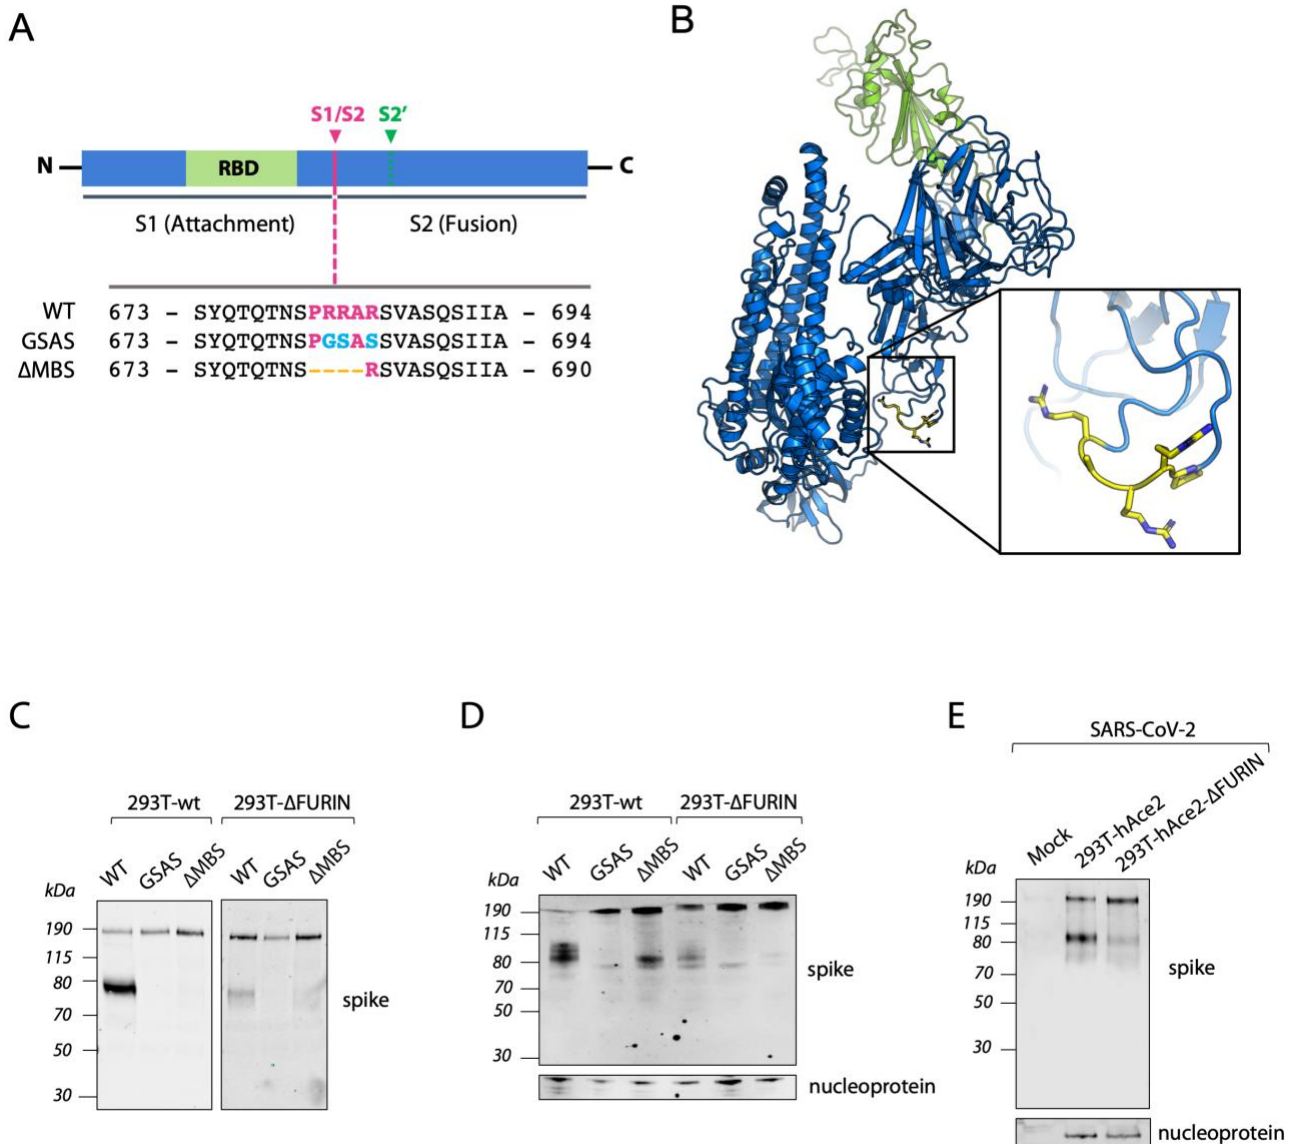 A
S1/S2 S2′
N RBD C
S1 (Attachment) S2 (Fusion)
WT 673 - SYQTQTNSPRRARSVASQSIIA - 694
GSAS 673 - SYQTQTNSPGSASSVASQSIIA - 694
ΔMBS 673 - SYQTQTNS----RSVASQSIIA - 690
B
C
293T-wt 293T-ΔFURIN
WT GSAS ΔMBS WT GSAS ΔMBS
kDa
190
115
80
70
50
30
spike
D
293T-wt 293T-ΔFURIN
WT GSAS ΔMBS WT GSAS ΔMBS
kDa
190
115
80
70
50
30
spike
nucleoprotein
E
SARS-CoV-2
Mock 293T-hAce2 293T-hAce2-ΔFURIN
kDa
190
115
80
70
50
30
spike
nucleoprotein